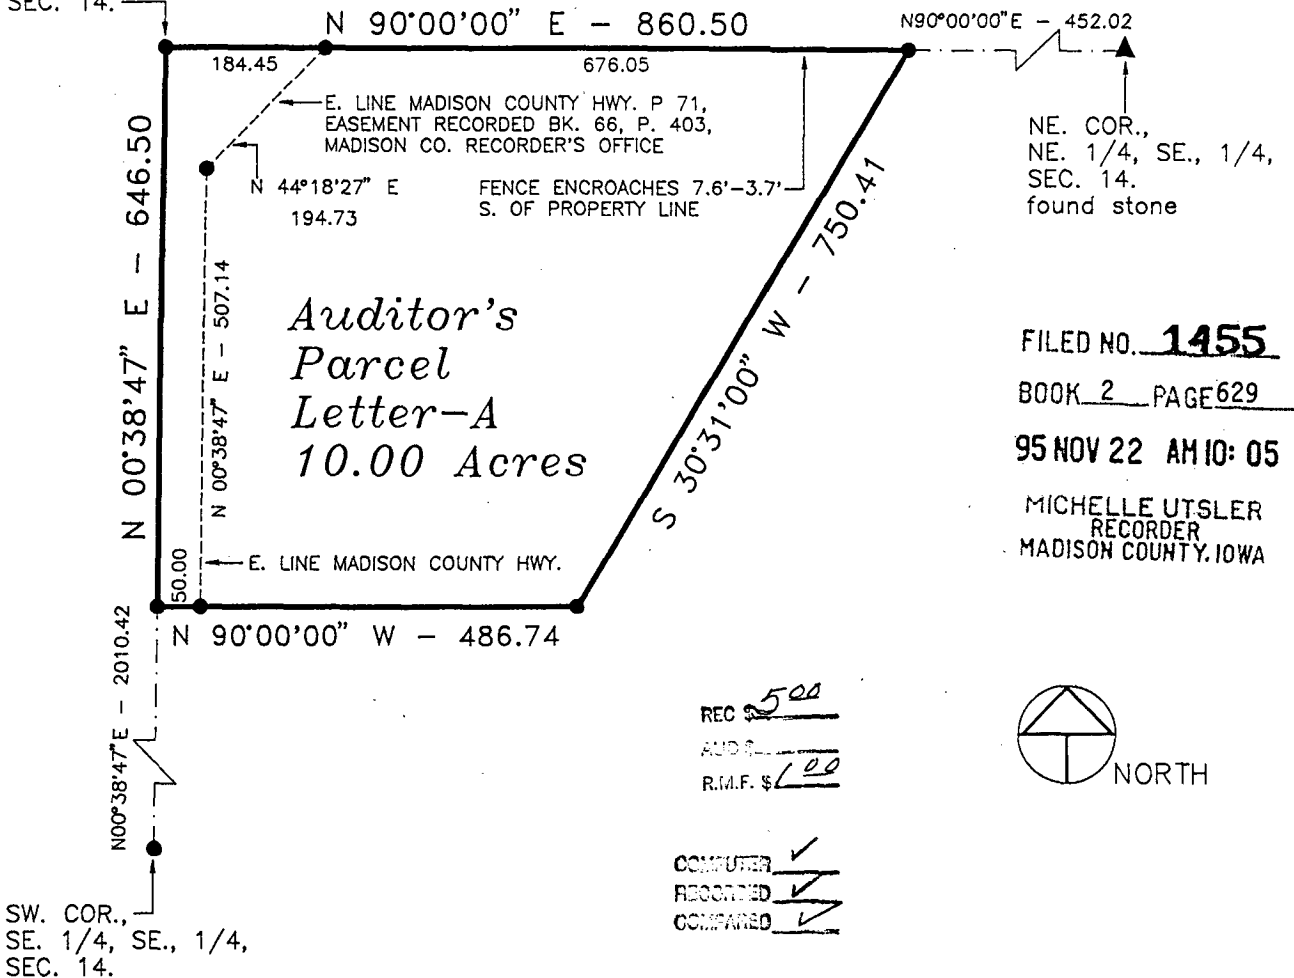 SEC. 14.
N 90°00'00" E - 860.50
N90°00'00"E - 452.02
184.45
676.05
E. LINE MADISON COUNTY HWY. P 71,
EASEMENT RECORDED BK. 66, P. 403,
MADISON CO. RECORDER'S OFFICE
N 44°18'27" E
194.73
FENCE ENCROACHES 7.6'-3.7'
S. OF PROPERTY LINE
NE. COR.,
NE. 1/4, SE., 1/4,
SEC. 14.
found stone
N 00°38'47" E - 646.50
N 00°38'47" E - 507.14
S 30°31'00" W - 750.41
Auditor's
Parcel
Letter-A
10.00 Acres
FILED NO. 1455
BOOK 2 PAGE 629
95 NOV 22 AM 10: 05
MICHELLE UTSLER
RECORDER
MADISON COUNTY, IOWA
50.00
E. LINE MADISON COUNTY HWY.
N 90°00'00" W - 486.74
N00°38'47"E - 2010.42
REC $ 5 00
AUD $
R.M.F. $ 1 00
NORTH
COMPUTER ✓
RECORDED ✓
COMPARED ✓
SW. COR.,
SE. 1/4, SE., 1/4,
SEC. 14.